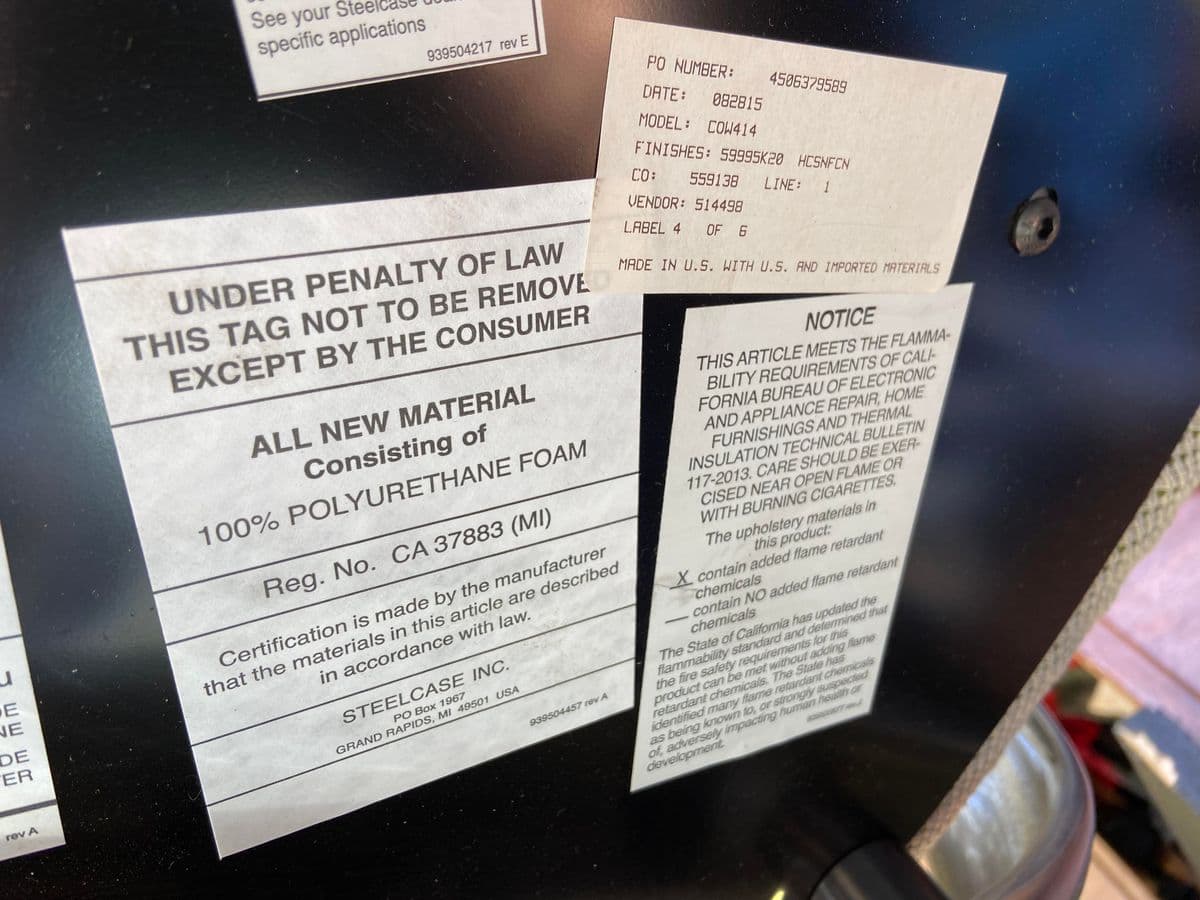 See your Steelcase
specific applications
939504217 rev E
PO NUMBER: 4506379589
DATE: 082815
MODEL: COW414
FINISHES: 59995K20 HCSNFCN
CO: 559138 LINE: 1
VENDOR: 514498
LABEL 4 OF 6
MADE IN U.S. WITH U.S. AND IMPORTED MATERIALS
UNDER PENALTY OF LAW
THIS TAG NOT TO BE REMOVED
EXCEPT BY THE CONSUMER
ALL NEW MATERIAL
Consisting of
100% POLYURETHANE FOAM
Reg. No. CA 37883 (MI)
Certification is made by the manufacturer
that the materials in this article are described
in accordance with law.
STEELCASE INC.
PO Box 1967
GRAND RAPIDS, MI 49501 USA
939504457 rev A
NOTICE
THIS ARTICLE MEETS THE FLAMMA-
BILITY REQUIREMENTS OF CALI-
FORNIA BUREAU OF ELECTRONIC
AND APPLIANCE REPAIR, HOME
FURNISHINGS AND THERMAL
INSULATION TECHNICAL BULLETIN
117-2013. CARE SHOULD BE EXER-
CISED NEAR OPEN FLAME OR
WITH BURNING CIGARETTES.
The upholstery materials in
this product:
X contain added flame retardant
chemicals
contain NO added flame retardant
chemicals
The State of California has updated the
flammability standard and determined that
the fire safety requirements for this
product can be met without adding flame
retardant chemicals. The State has
identified many flame retardant chemicals
as being known to, or strongly suspected
of, adversely impacting human health or
development.
U
DE
NE
DE
ER
rev A